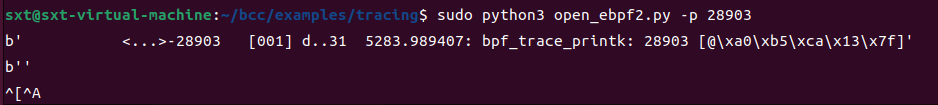 sxt@sxt-virtual-machine:~/bcc/examples/tracing$ sudo python3 open_ebpf2.py -p 28903
b'           <...>-28903   [001] d..31  5283.989407: bpf_trace_printk: 28903 [@\xa0\xb5\xca\x13\x7f]'
b''
^[^A